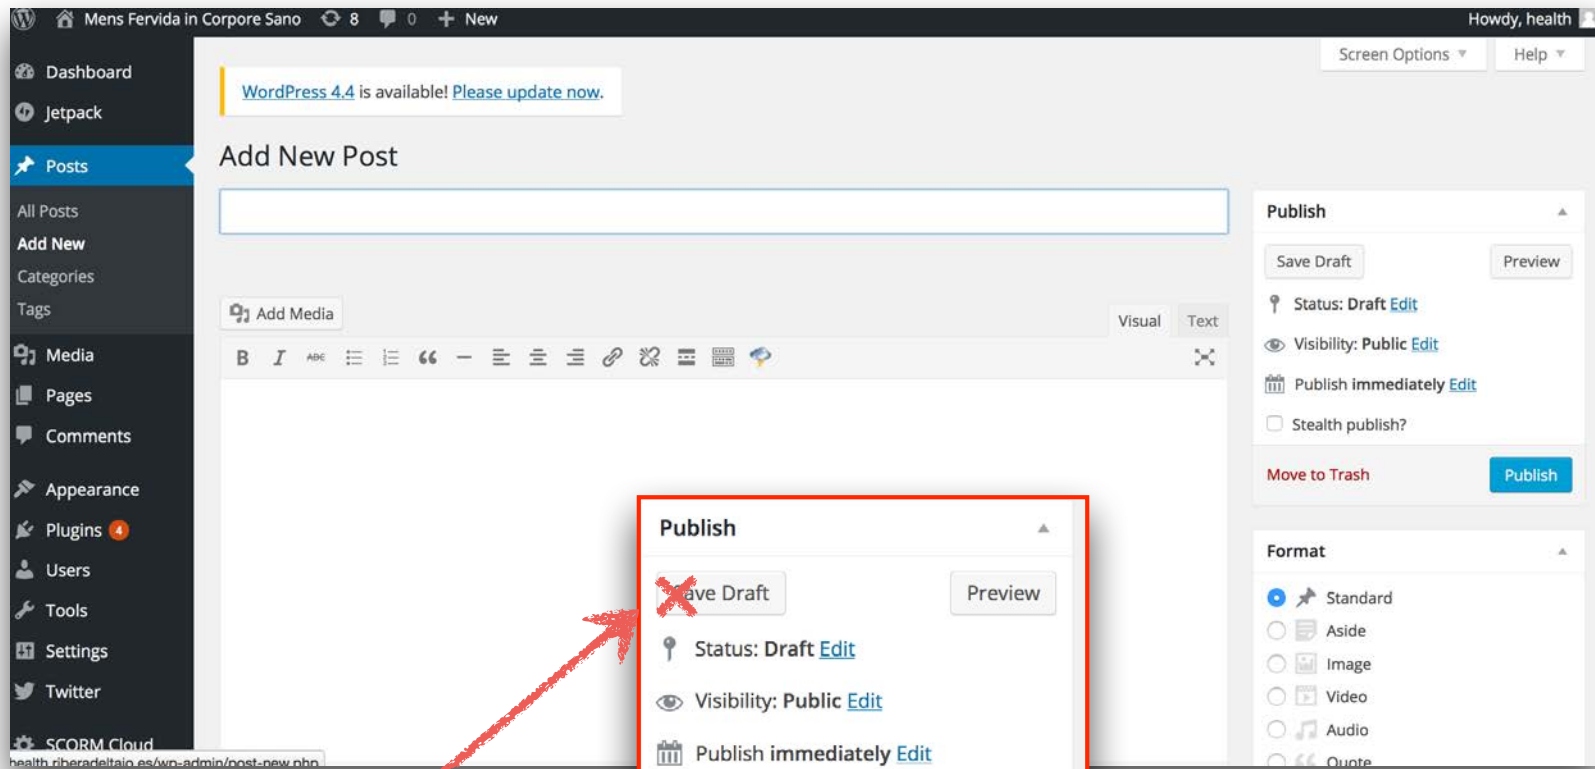 Mens Fervida in Corpore Sano 8 0 + New Howdy, health
Screen Options Help
Dashboard
Jetpack
Posts
All Posts
Add New
Categories
Tags
Media
Pages
Comments
Appearance
Plugins 4
Users
Tools
Settings
Twitter
SCORM Cloud
health.riberadeltajo.es/wp-admin/post-new.php
WordPress 4.4 is available! Please update now.
Add New Post
Add Media
Visual Text
B I ABC
Publish
Save Draft Preview
Status: Draft Edit
Visibility: Public Edit
Publish immediately Edit
Stealth publish?
Move to Trash Publish
Format
Standard
Aside
Image
Video
Audio
Quote
Publish
Save Draft Preview
Status: Draft Edit
Visibility: Public Edit
Publish immediately Edit